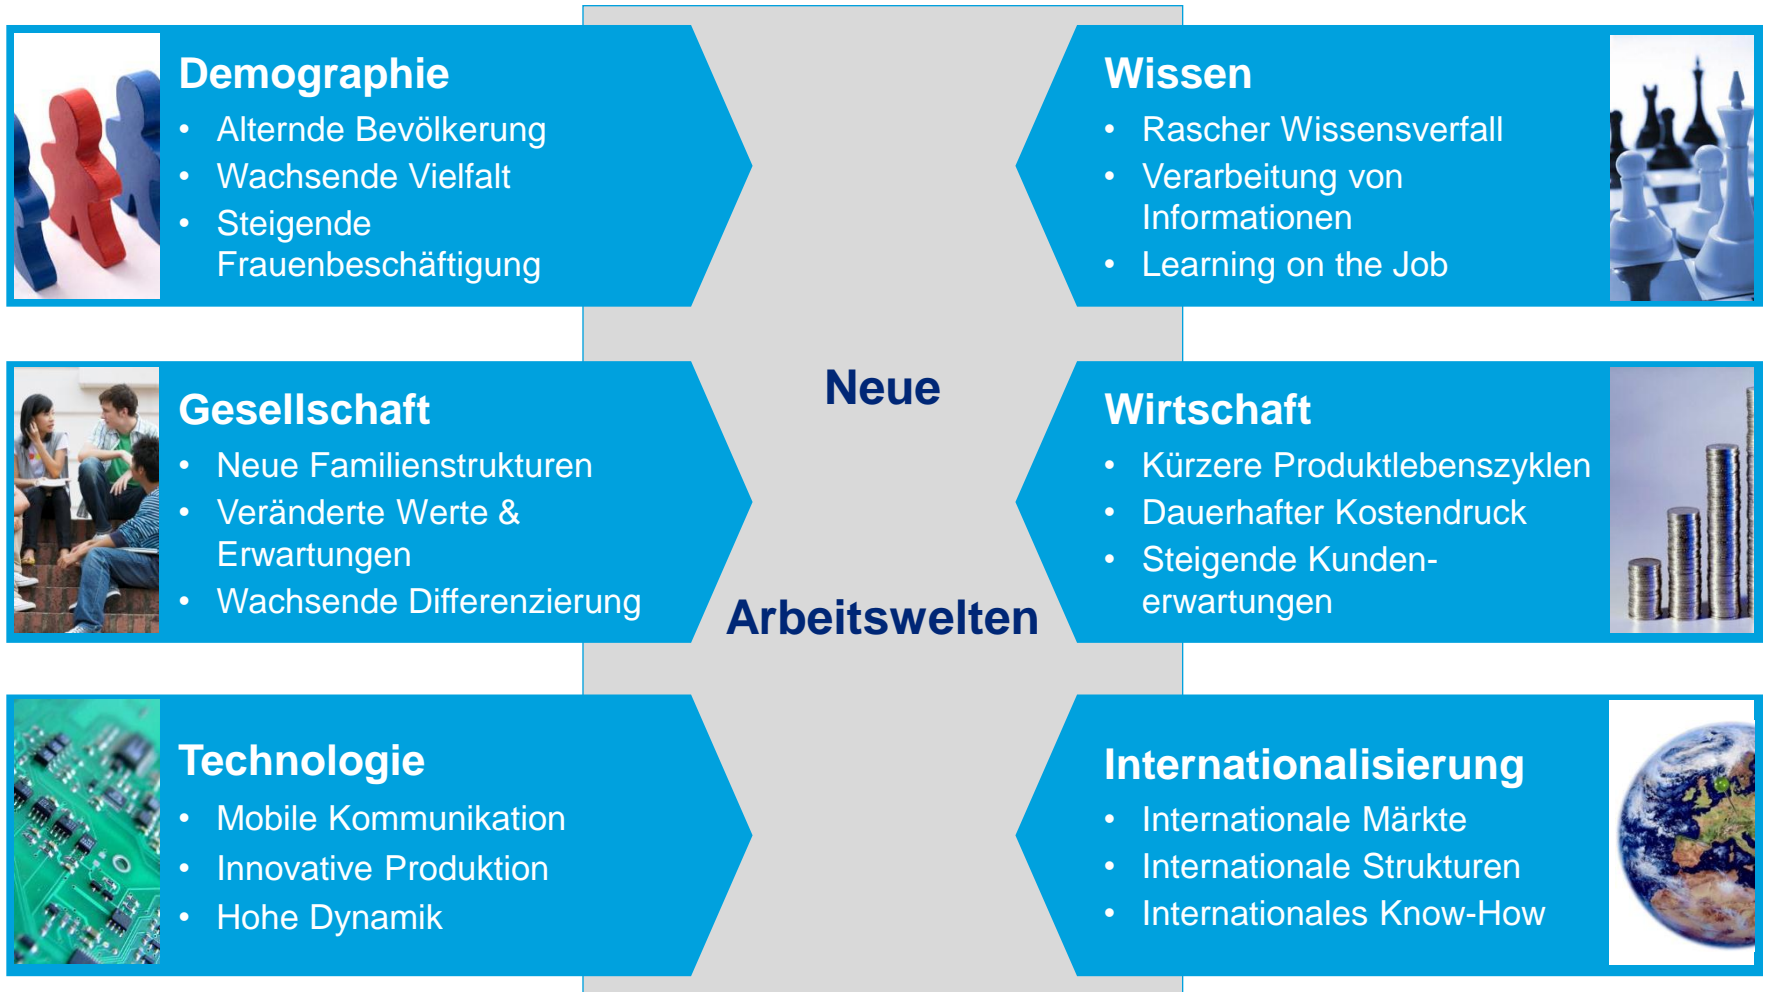 Demographie
• Alternde Bevölkerung
• Wachsende Vielfalt
• Steigende
Frauenbeschäftigung
Wissen
• Rascher Wissensverfall
• Verarbeitung von
Informationen
• Learning on the Job
Neue
Arbeitswelten
Gesellschaft
• Neue Familienstrukturen
• Veränderte Werte &
Erwartungen
• Wachsende Differenzierung
Wirtschaft
• Kürzere Produktlebenszyklen
• Dauerhafter Kostendruck
• Steigende Kunden-
erwartungen
Technologie
• Mobile Kommunikation
• Innovative Produktion
• Hohe Dynamik
Internationalisierung
• Internationale Märkte
• Internationale Strukturen
• Internationales Know-How